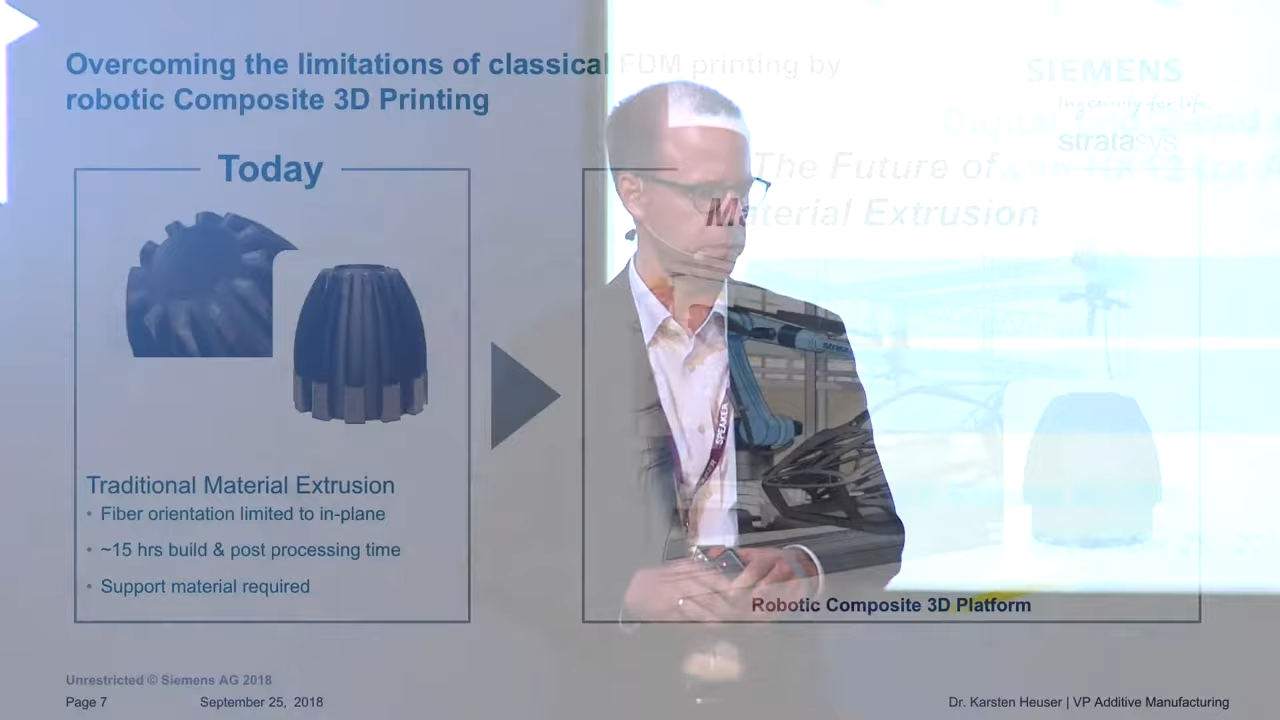 Overcoming the limitations of classical FDM printing by
robotic Composite 3D Printing
SIEMENS
Ingenuity for life
stratasys
Today
The Future of
Material Extrusion
SPEAKER
Traditional Material Extrusion
• Fiber orientation limited to in-plane
• ~15 hrs build & post processing time
• Support material required
Robotic Composite 3D Platform
Unrestricted © Siemens AG 2018
Page 7
September 25, 2018
Dr. Karsten Heuser | VP Additive Manufacturing